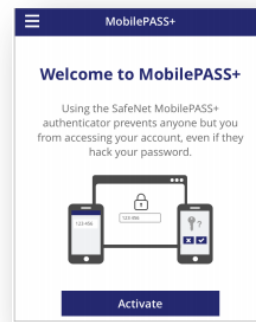 MobilePASS+
Welcome to MobilePASS+
Using the SafeNet MobilePASS+
authenticator prevents anyone but you
from accessing your account, even if they
hack your password.
123 456
123 456
?
Activate